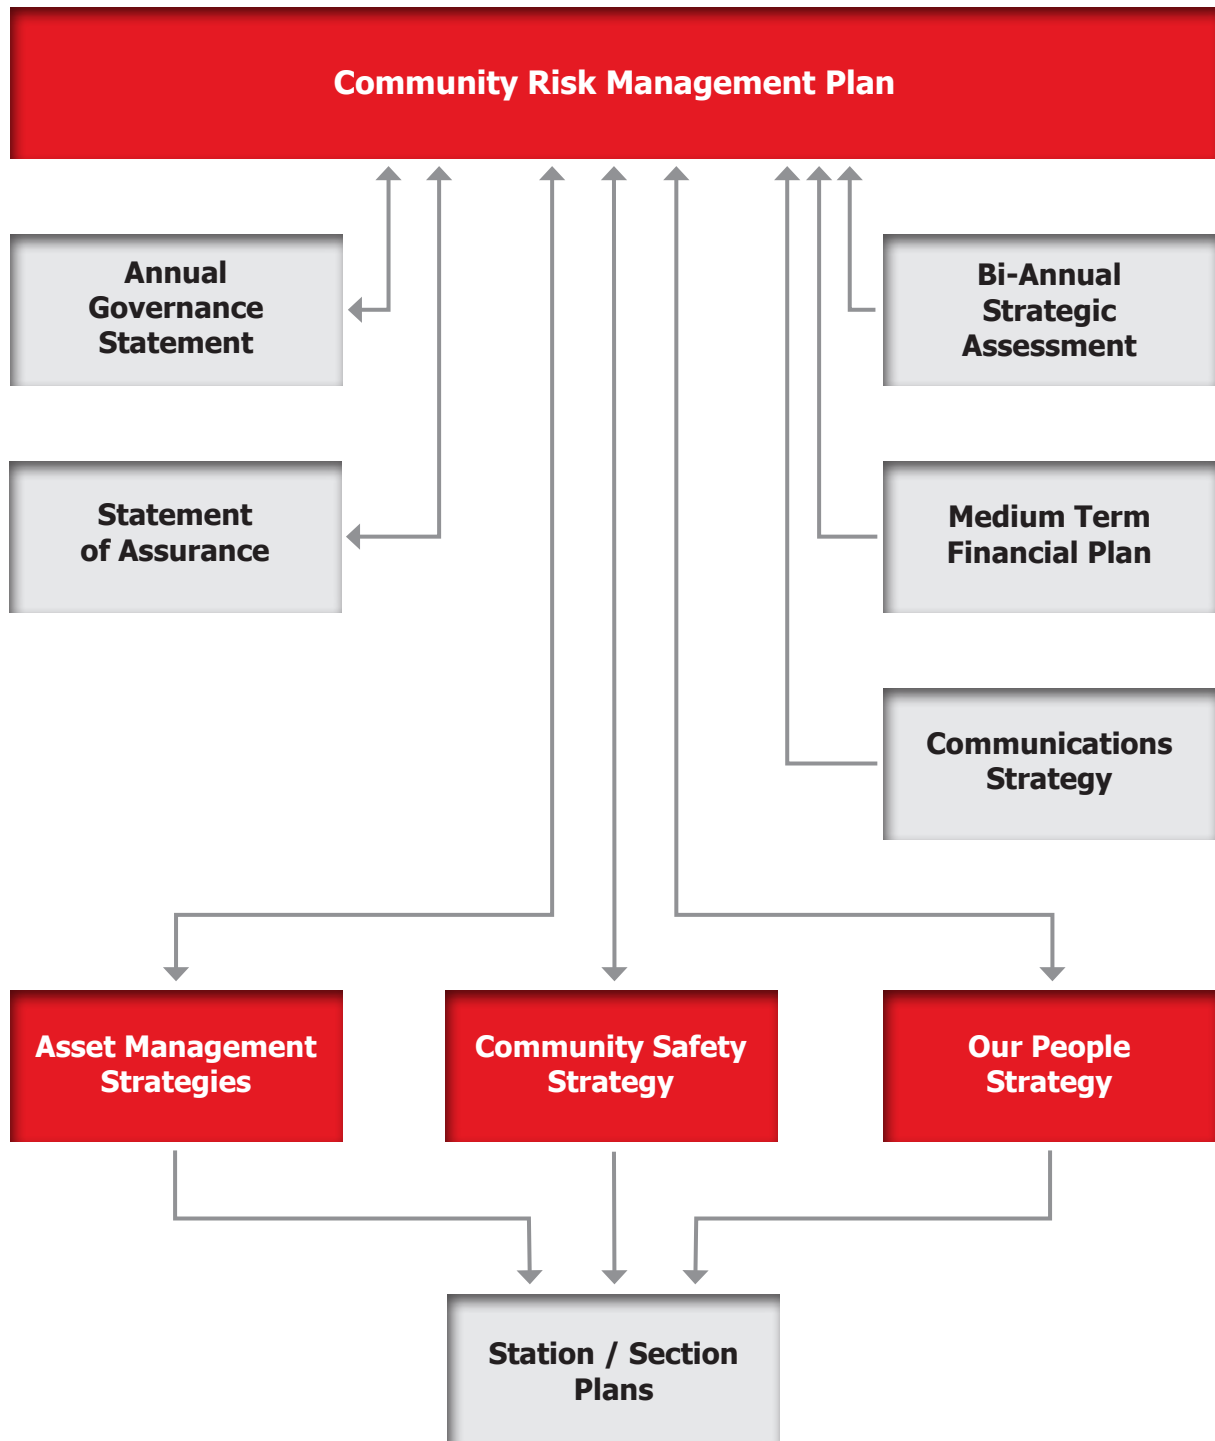 Community Risk Management Plan
Annual
Governance
Statement
Bi-Annual
Strategic
Assessment
Statement
of Assurance
Medium Term
Financial Plan
Communications
Strategy
Asset Management
Strategies
Community Safety
Strategy
Our People
Strategy
Station / Section
Plans